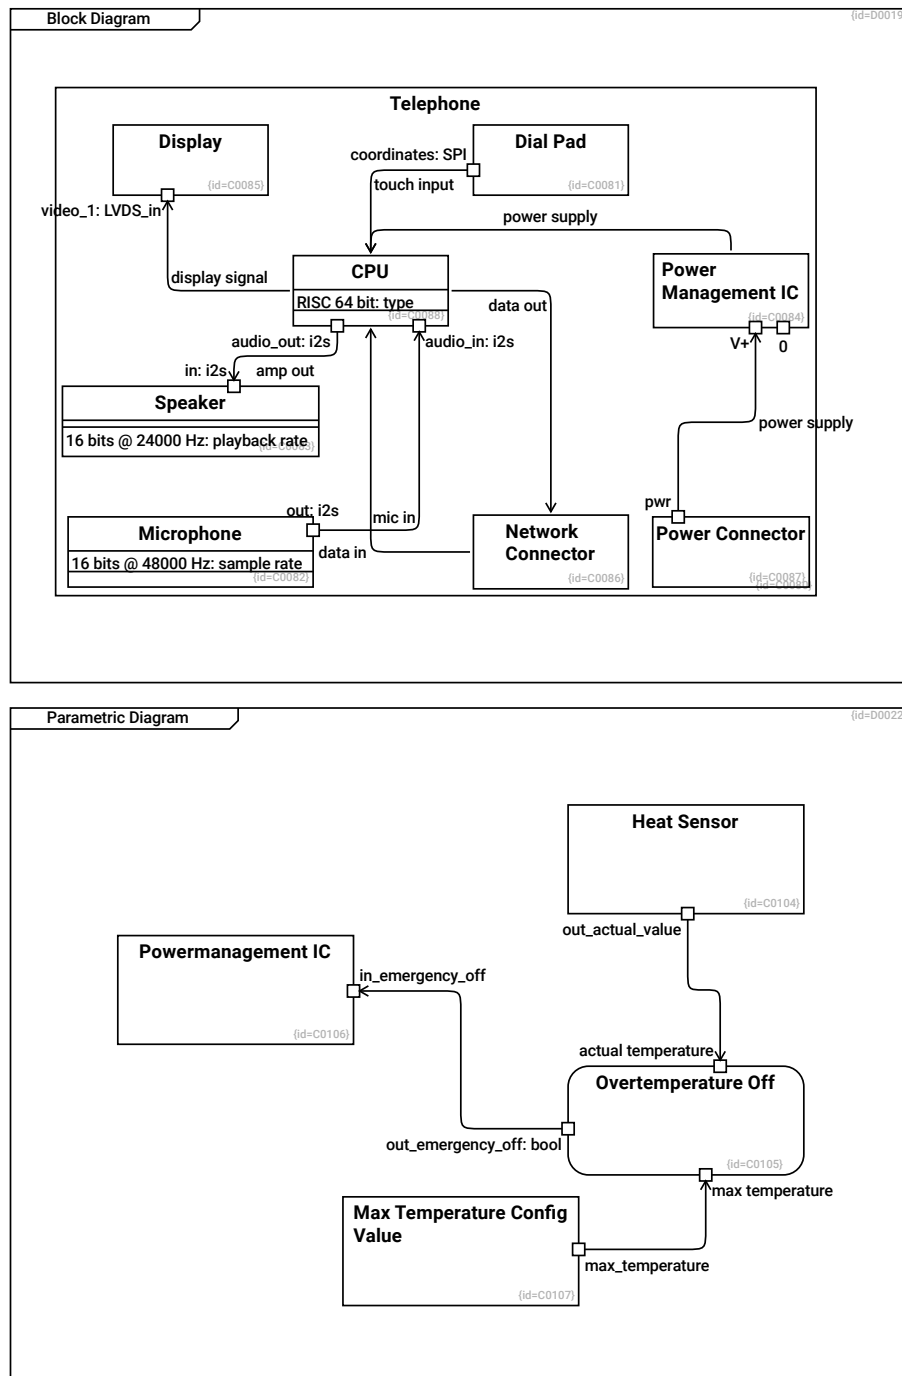 Block Diagram
{id=D0019
Telephone
Display
{id=C0085}
video_1: LVDS_in
Dial Pad
{id=C0081}
coordinates: SPI
touch input
power supply
display signal
CPU
RISC 64 bit: type
{id=C0088}
data out
Power
Management IC
{id=C0084}
V+
0
audio_out: i2s
audio_in: i2s
in: i2s
amp out
Speaker
16 bits @ 24000 Hz: playback rate
{id=C0083}
power supply
out: i2s
mic in
pwr
Microphone
16 bits @ 48000 Hz: sample rate
{id=C0082}
data in
Network
Connector
{id=C0086}
Power Connector
{id=C0087}
{id=C0080}
Parametric Diagram
{id=D0022
Heat Sensor
{id=C0104}
out_actual_value
Powermanagement IC
{id=C0106}
in_emergency_off
actual temperature
Overtemperature Off
{id=C0105}
out_emergency_off: bool
max temperature
Max Temperature Config
Value
{id=C0107}
max_temperature